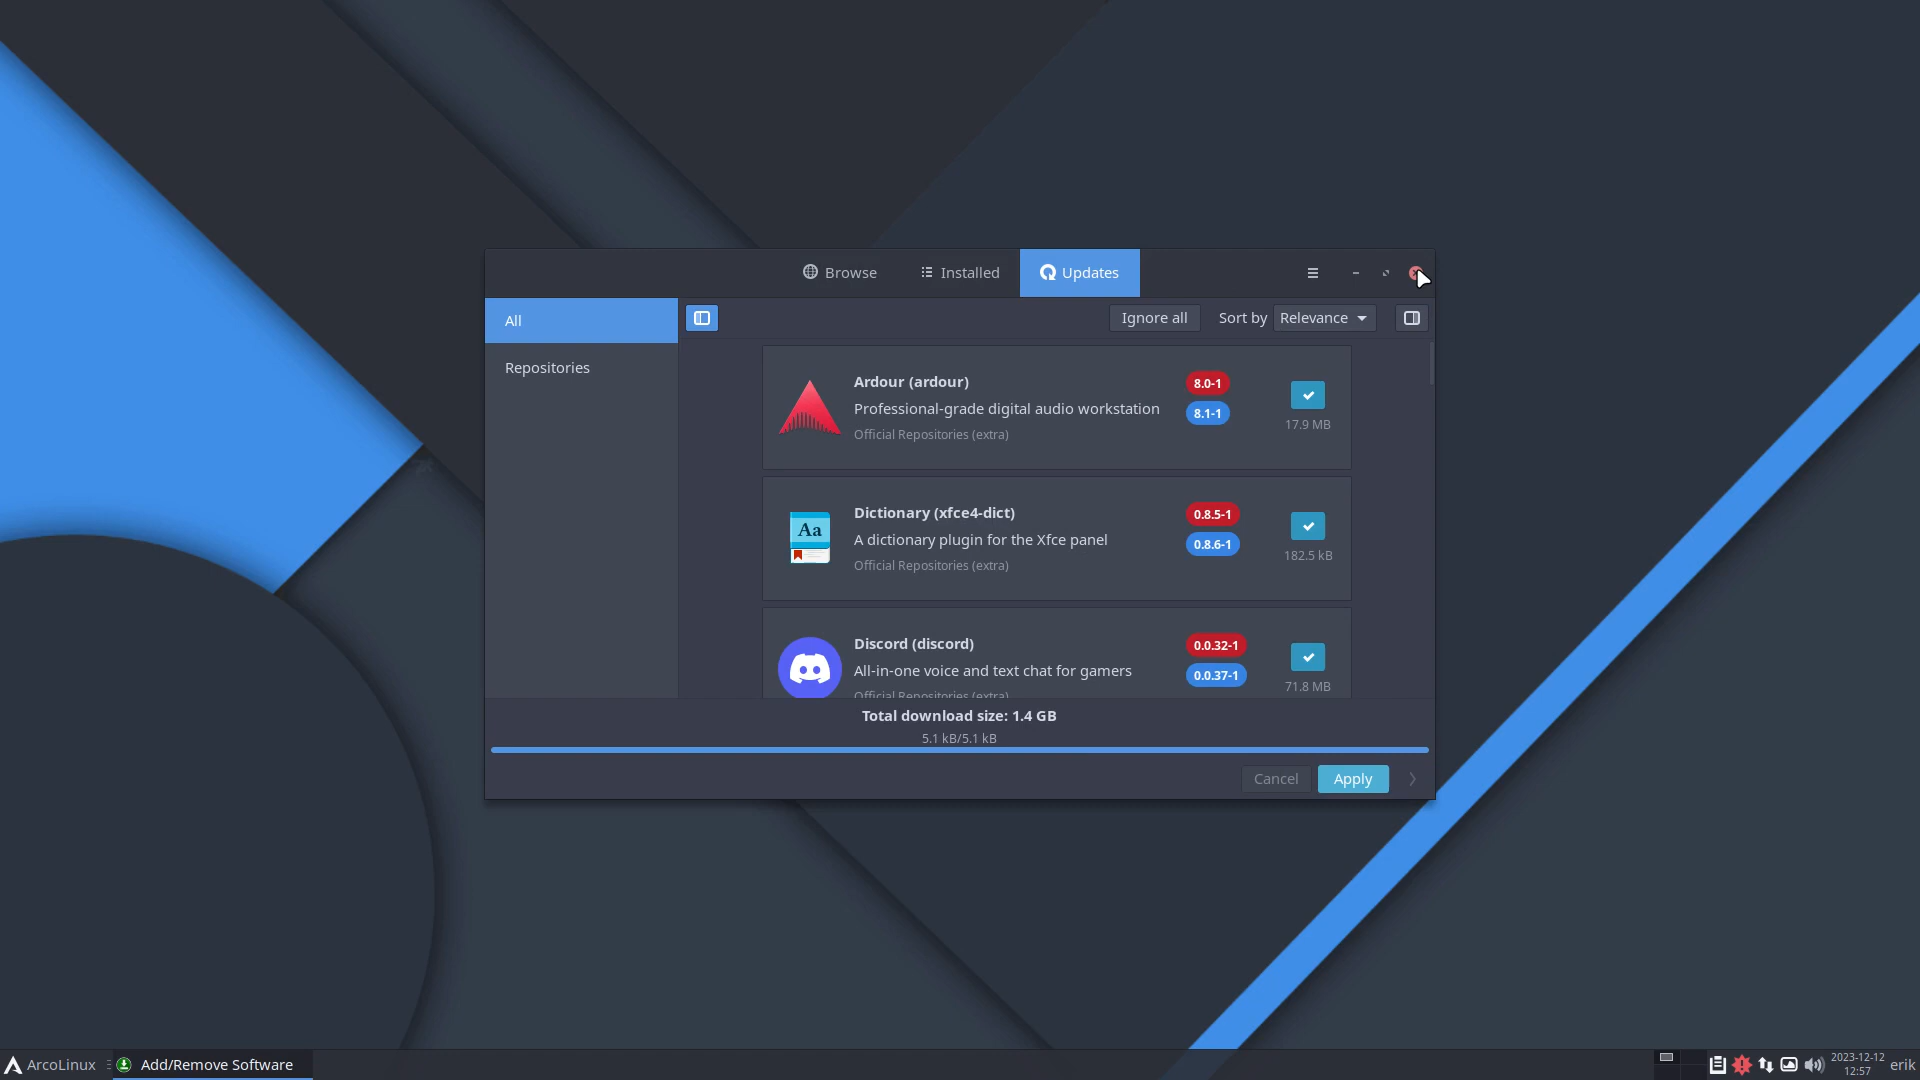 Browse
Installed
Updates
All
Repositories
Ignore all
Sort by
Relevance
Ardour (ardour)
Professional-grade digital audio workstation
Official Repositories (extra)
8.0-1
8.1-1
17.9 MB
Aa
Dictionary (xfce4-dict)
A dictionary plugin for the Xfce panel
Official Repositories (extra)
0.8.5-1
0.8.6-1
182.5 kB
Discord (discord)
All-in-one voice and text chat for gamers
Official Repositories (extra)
0.0.32-1
0.0.37-1
71.8 MB
Total download size: 1.4 GB
5.1 kB/5.1 kB
Cancel
Apply
ArcoLinux
Add/Remove Software
2023-12-12
12:57
erik